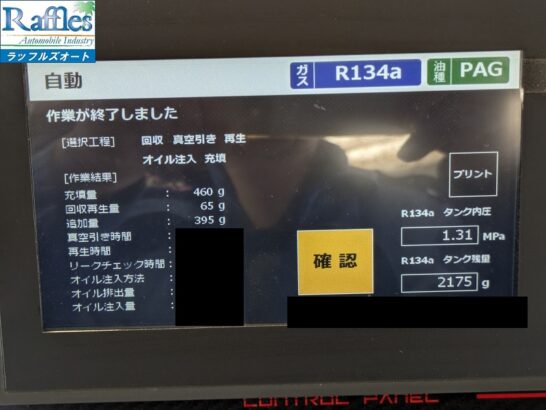 Raffles
Automobile Industry
ラッフルズオート
自動
ガス R134a 油種 PAG
作業が終了しました
[選択工程] 回収 真空引き 再生
オイル注入 充填
プリント
[作業結果]
充填量 : 460 g
回収再生量 : 65 g
追加量 : 395 g
真空引き時間 :
再生時間 :
リークチェック時間 :
オイル注入方法 :
オイル排出量 :
オイル注入量 :
確認
R134a タンク内圧
1.31 MPa
R134a タンク残量
2175 g
CONTROL PANEL